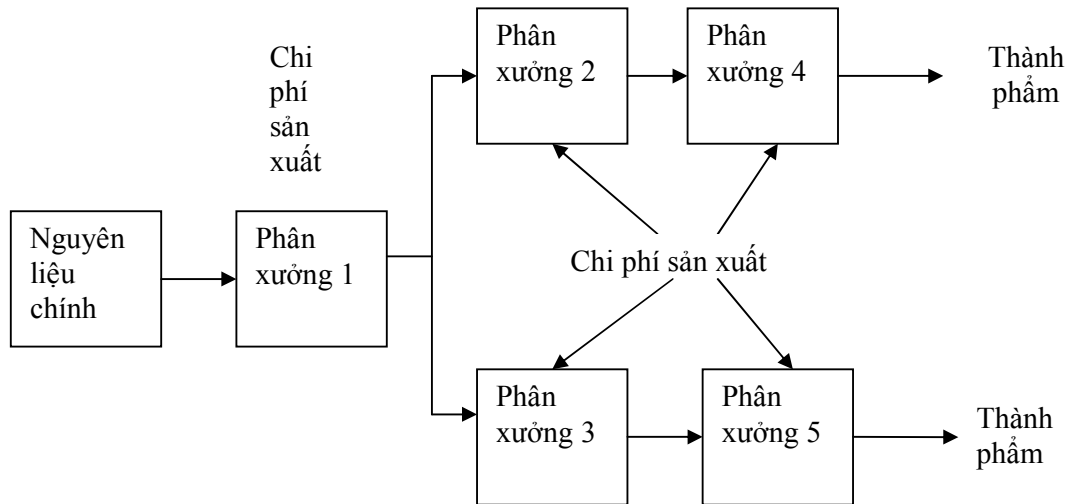 Chi
phí
sản
xuất
Phân
xưởng 2
Phân
xưởng 4
Thành
phẩm
Nguyên
liệu
chính
Phân
xưởng 1
Chi phí sản xuất
Phân
xưởng 3
Phân
xưởng 5
Thành
phẩm